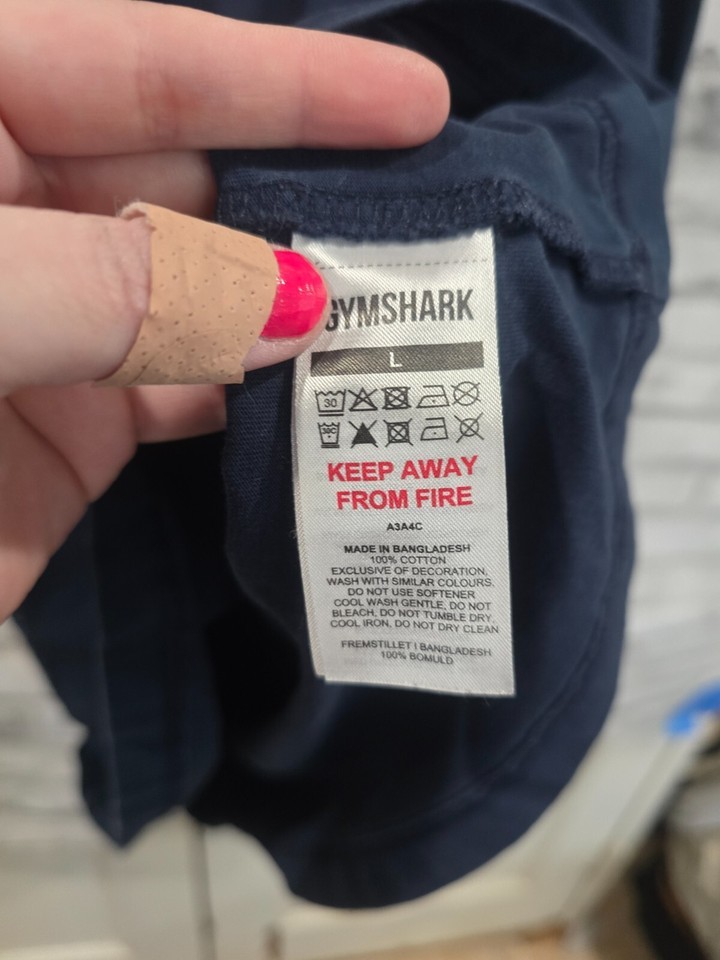 GYMSHARK
L
30
30C
KEEP AWAY
FROM FIRE
A3A4C
MADE IN BANGLADESH
100% COTTON
EXCLUSIVE OF DECORATION,
WASH WITH SIMILAR COLOURS,
DO NOT USE SOFTENER
COOL WASH GENTLE, DO NOT
BLEACH, DO NOT TUMBLE DRY,
COOL IRON, DO NOT DRY CLEAN
FREMSTILLET I BANGLADESH
100% BOMULD